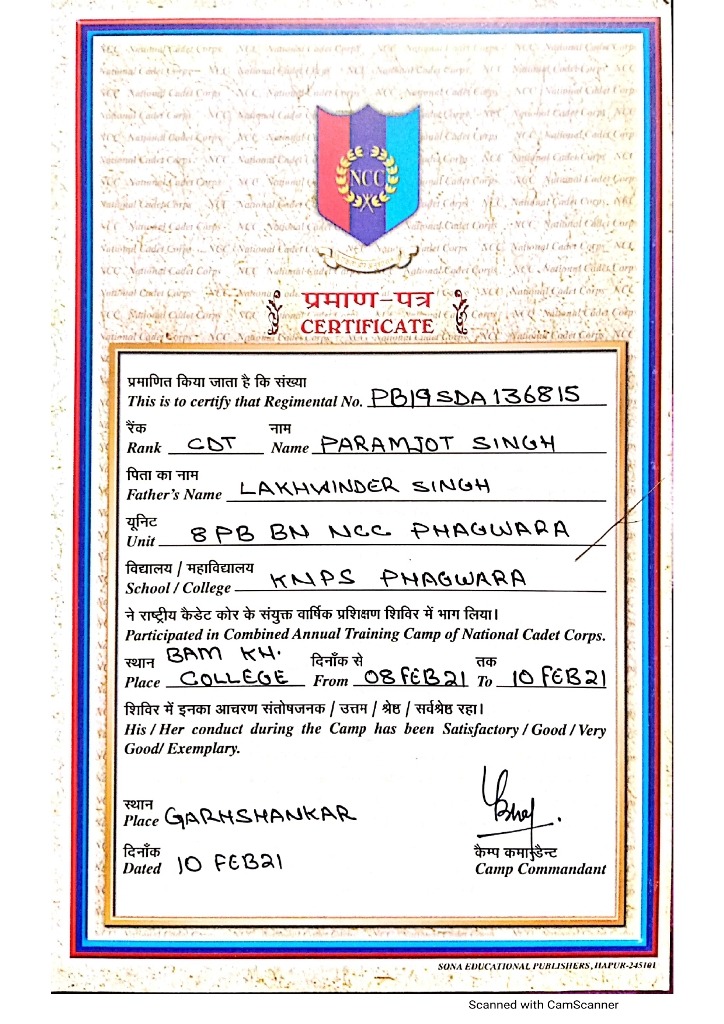 NCC
प्रमाण-पत्र
CERTIFICATE
प्रमाणित किया जाता है कि संख्या
This is to certify that Regimental No. PB19SDA136815
रैंक नाम
Rank CDT Name PARAMJOT SINGH
पिता का नाम
Father's Name LAKHWINDER SINGH
यूनिट
Unit 8 PB BN NCC PHAGWARA
विद्यालय / महाविद्यालय
School / College KNPS PHAGWARA
ने राष्ट्रीय कैडेट कोर के संयुक्त वार्षिक प्रशिक्षण शिविर में भाग लिया।
Participated in Combined Annual Training Camp of National Cadet Corps.
स्थान BAM KH. दिनाँक से तक
Place COLLEGE From 08 FEB21 To 10 FEB21
शिविर में इनका आचरण संतोषजनक / उत्तम / श्रेष्ठ / सर्वश्रेष्ठ रहा।
His / Her conduct during the Camp has been Satisfactory / Good / Very
Good/ Exemplary.
स्थान
Place GARHSHANKAR
दिनाँक
Dated 10 FEB21
कैम्प कमान्डैन्ट
Camp Commandant
SONA EDUCATIONAL PUBLISHERS, HAPUR-245101
Scanned with CamScanner